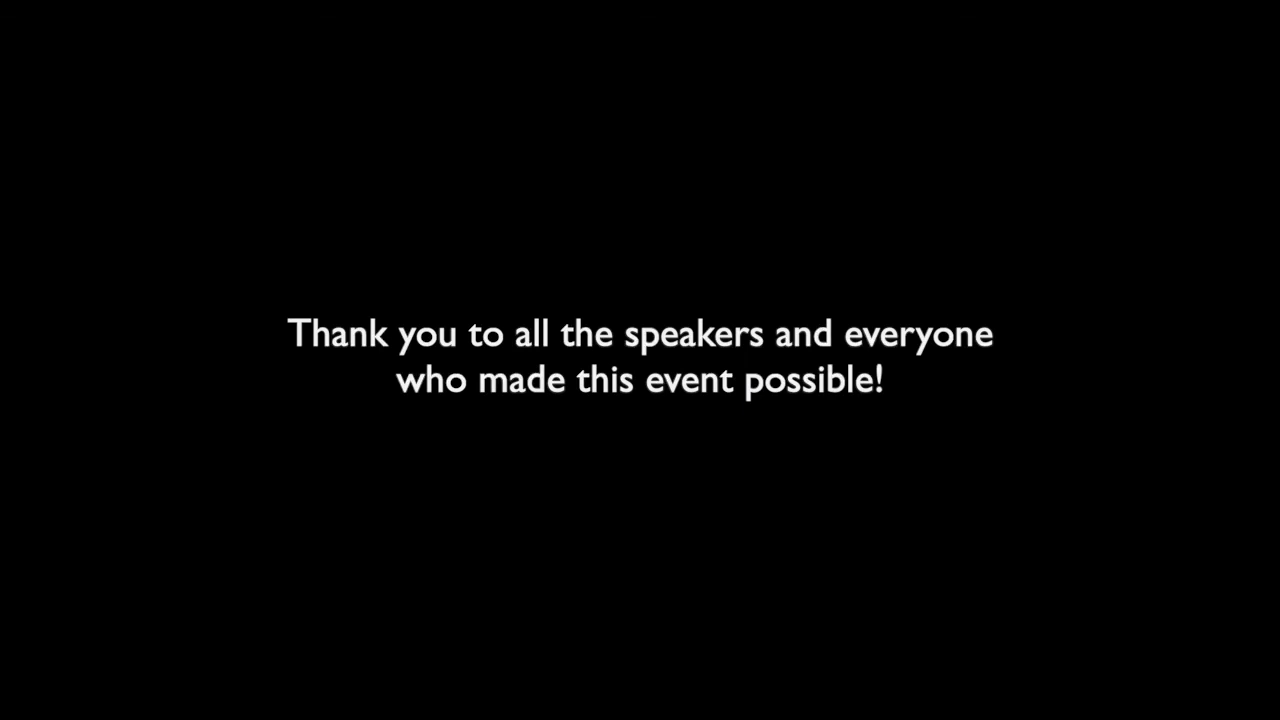 Thank you to all the speakers and everyone
who made this event possible!